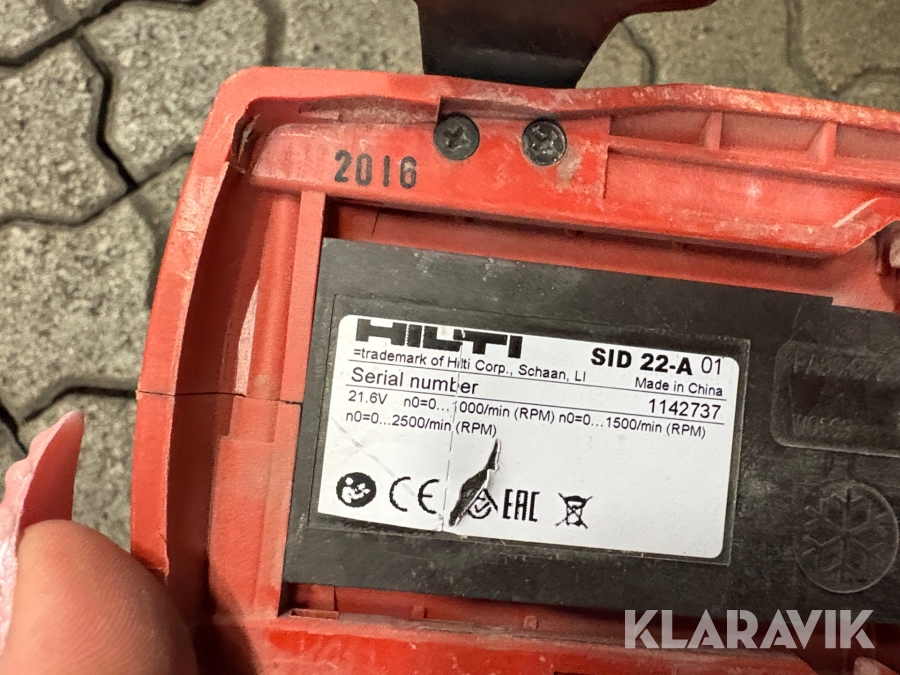 2016
HILTI
SID 22-A 01
=trademark of Hilti Corp., Schaan, LI
Made in China
Serial number
1142737
21.6V n0=0...1000/min (RPM) n0=0...1500/min (RPM)
n0=0...2500/min (RPM)
CE
EAC
KLARAVIK